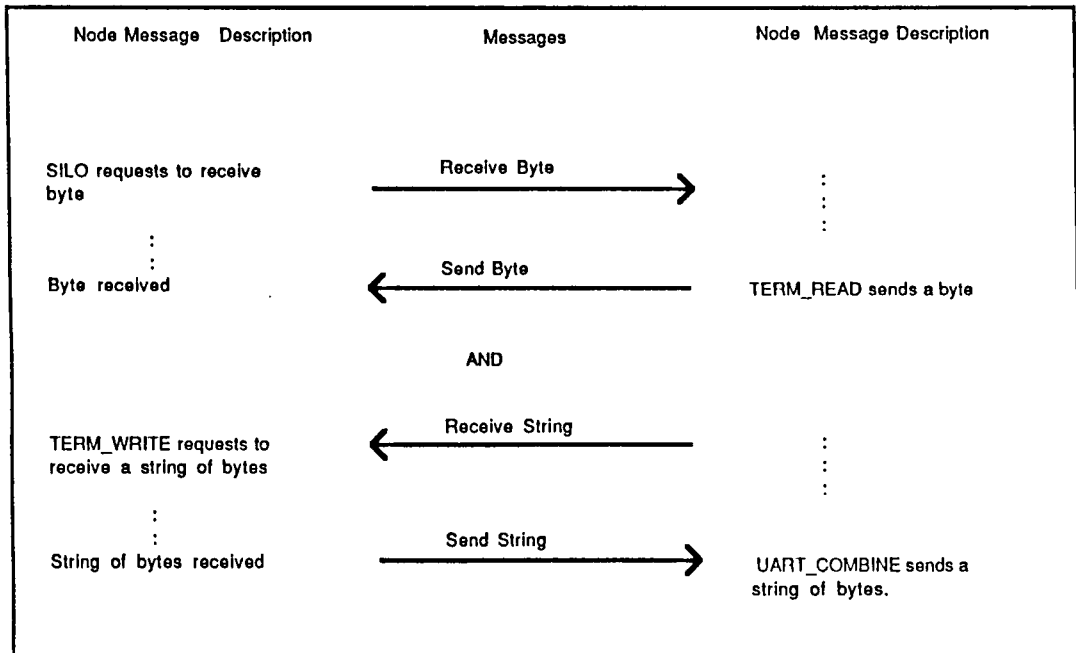 Node Message Description Messages Node Message Description
SILO requests to receive
byte
Receive Byte
Send Byte
Byte received
TERM_READ sends a byte
AND
Receive String
TERM_WRITE requests to
receive a string of bytes
Send String
String of bytes received
UART_COMBINE sends a
string of bytes.